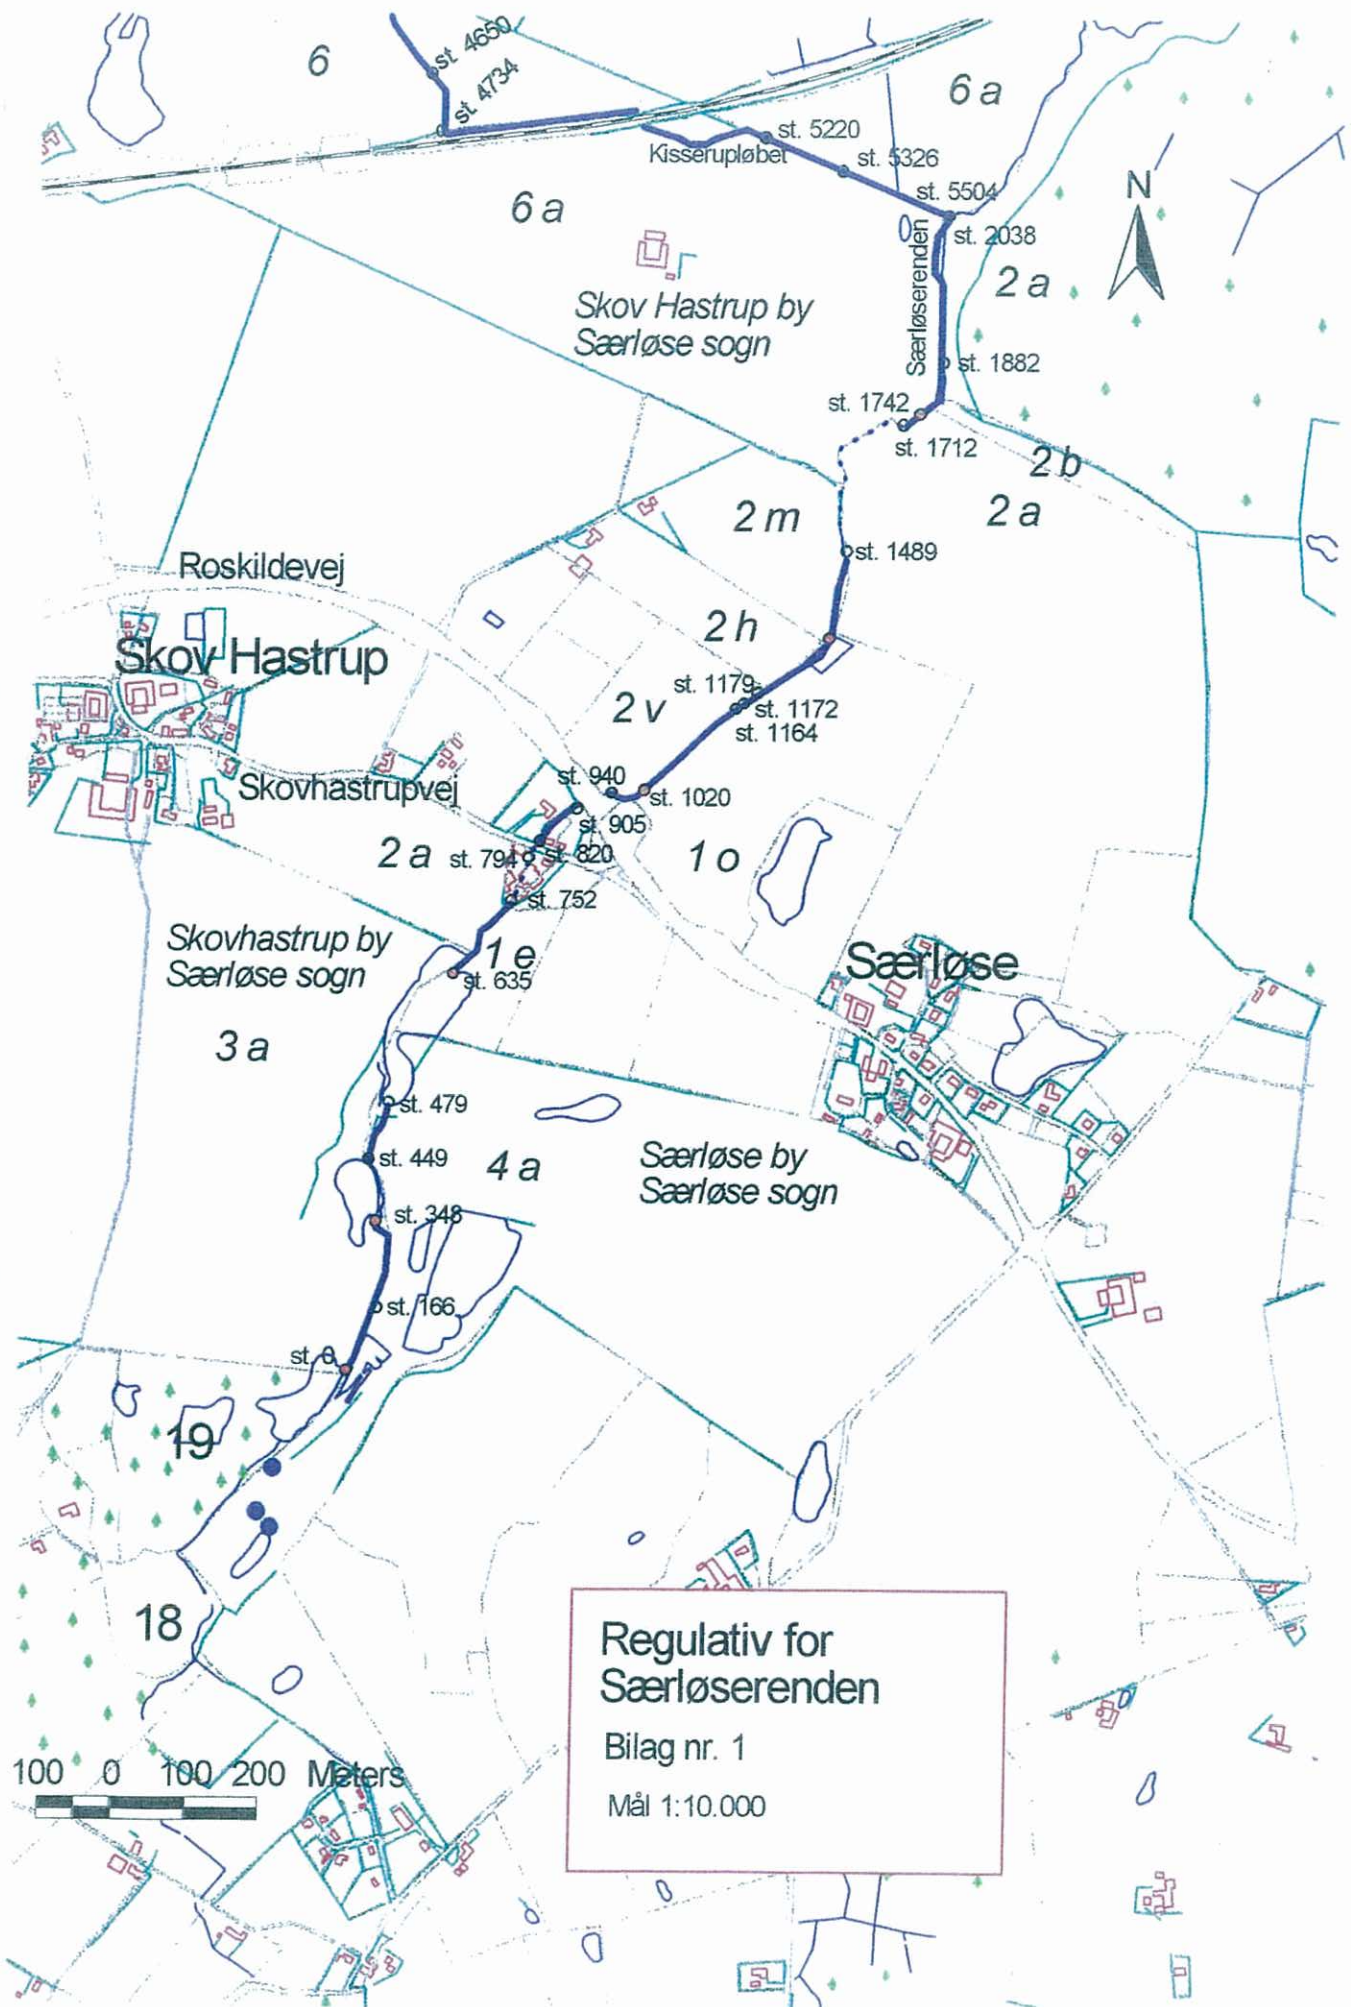 6
st 4650
st 4734
6 a
st. 5220
Kisserupløbet
st. 5326
st. 5504
N
6 a
st. 2038
Særløserenden
2 a
Skov Hastrup by
Særløse sogn
st. 1882
st. 1742
st. 1712
2 b
2 a
2 m
st. 1489
Roskildevej
2 h
Skov Hastrup
st. 1179
2 v
st. 1172
st. 1164
st. 940
Skovhastrupvej
st. 1020
st. 905
2 a
st. 794
st. 820
1 o
st. 752
Skovhastrup by
Særløse sogn
1 e
Særløse
st. 635
3 a
st. 479
st. 449
4 a
Særløse by
Særløse sogn
st. 348
st. 166
st. 0
19
18
Regulativ for
Særløserenden
Bilag nr. 1
Mål 1:10.000
100 0 100 200 Meters